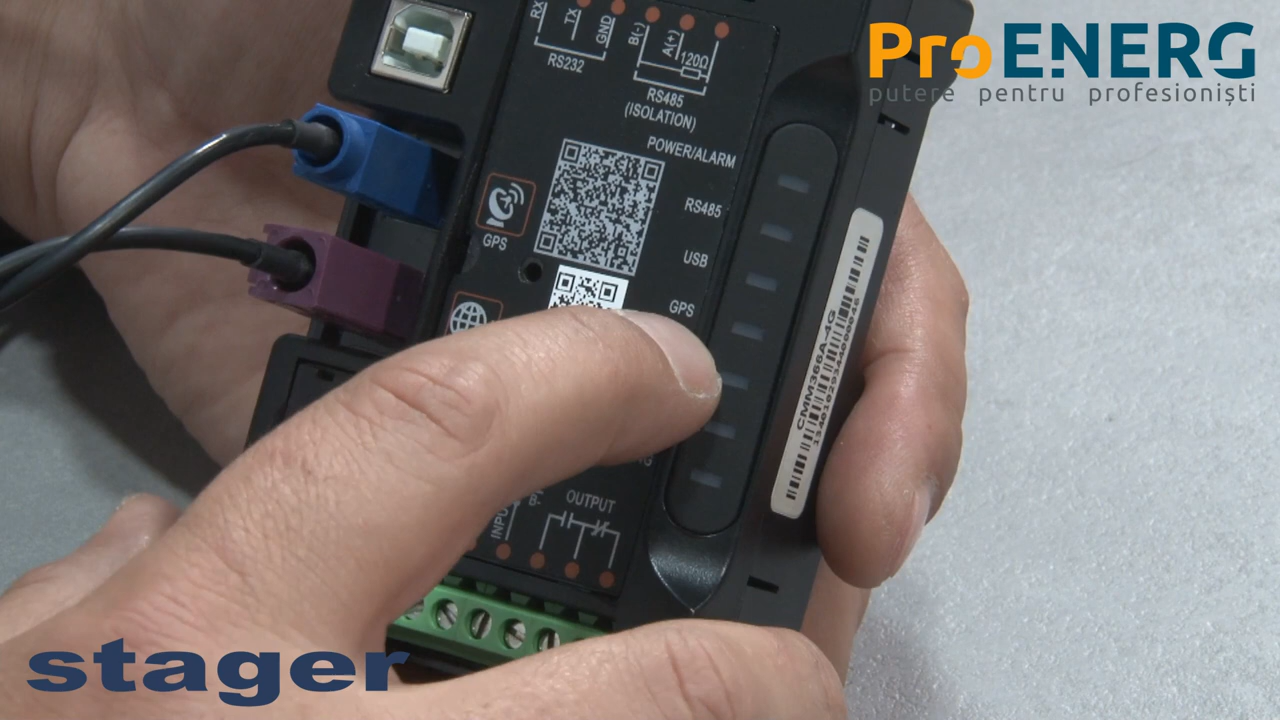 ProENERG
putere pentru profesioniști
RX
TX
GND
RS232
B(-)
A(+)
120Ω
RS485
(ISOLATION)
POWER/ALARM
RS485
USB
GPS
GPS
CMM366A-4G
B-
OUTPUT
stager